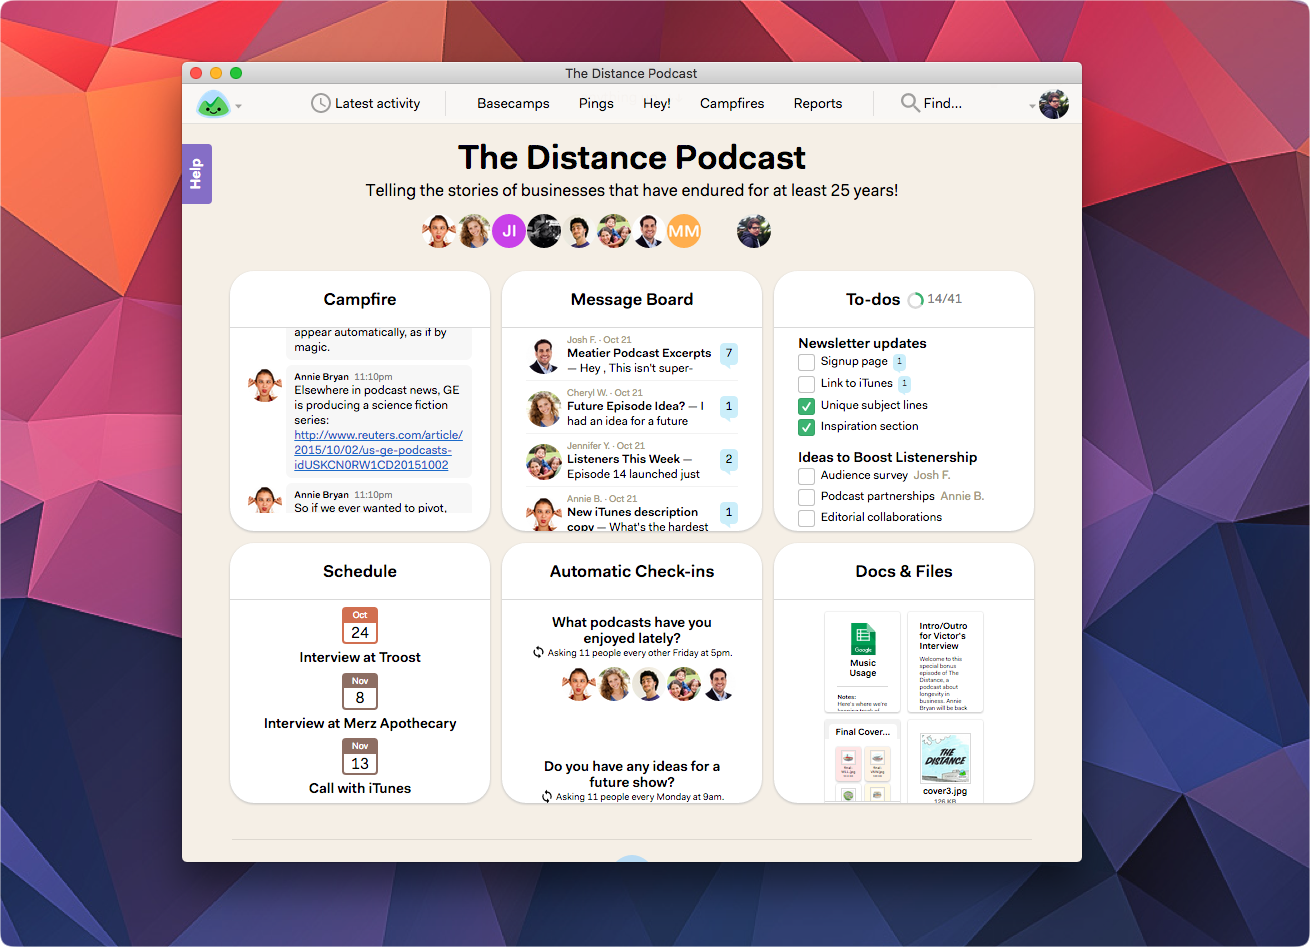 The Distance Podcast
Latest activity
Basecamps
Pings
Hey!
Campfires
Reports
Find...
Help
The Distance Podcast
Telling the stories of businesses that have endured for at least 25 years!
JI
MM
Campfire
appear automatically, as if by
magic.
Annie Bryan 11:10pm
Elsewhere in podcast news, GE
is producing a science fiction
series:
http://www.reuters.com/article/
2015/10/02/us-ge-podcasts-
idUSKCN0RW1CD20151002
Annie Bryan 11:10pm
So if we ever wanted to pivot,
Message Board
Josh F. · Oct 21
Meatier Podcast Excerpts
— Hey , This isn't super-
7
Cheryl W. · Oct 21
Future Episode Idea? — I
had an idea for a future
1
Jennifer Y. · Oct 21
Listeners This Week —
Episode 14 launched just
2
Annie B. · Oct 21
New iTunes description
copy — What's the hardest
1
To-dos 14/41
Newsletter updates
Signup page 1
Link to iTunes 1
Unique subject lines
Inspiration section
Ideas to Boost Listenership
Audience survey Josh F.
Podcast partnerships Annie B.
Editorial collaborations
Schedule
Oct
24
Interview at Troost
Nov
8
Interview at Merz Apothecary
Nov
13
Call with iTunes
Automatic Check-ins
What podcasts have you
enjoyed lately?
Asking 11 people every other Friday at 5pm.
Do you have any ideas for a
future show?
Asking 11 people every Monday at 9am.
Docs & Files
Google
Music
Usage
Notes:
Here's where we're
Intro/Outro
for Victor's
Interview
Welcome to this
special bonus
episode of The
Distance, a
podcast about
longevity in
business. Annie
Bryan will be back
Final Cover...
THE
DISTANCE
cover3.jpg
126 KB